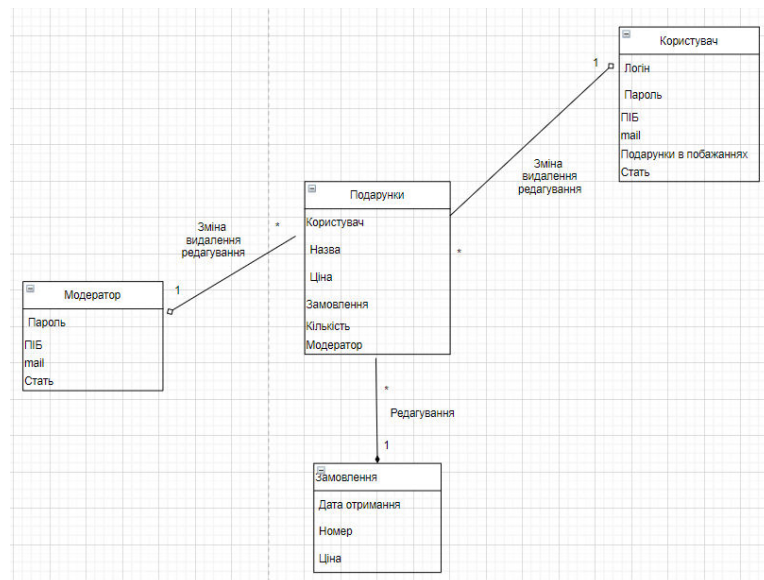 Користувач
1
Логін
Пароль
ПІБ
mail
Подарунки в побажаннях
Стать
Зміна
видалення
редагування
Подарунки
Користувач
Назва
Ціна
Замовлення
Кількість
Модератор
*
Зміна
видалення
редагування
*
1
Модератор
Пароль
ПІБ
mail
Стать
*
Редагування
1
Замовлення
Дата отримання
Номер
Ціна